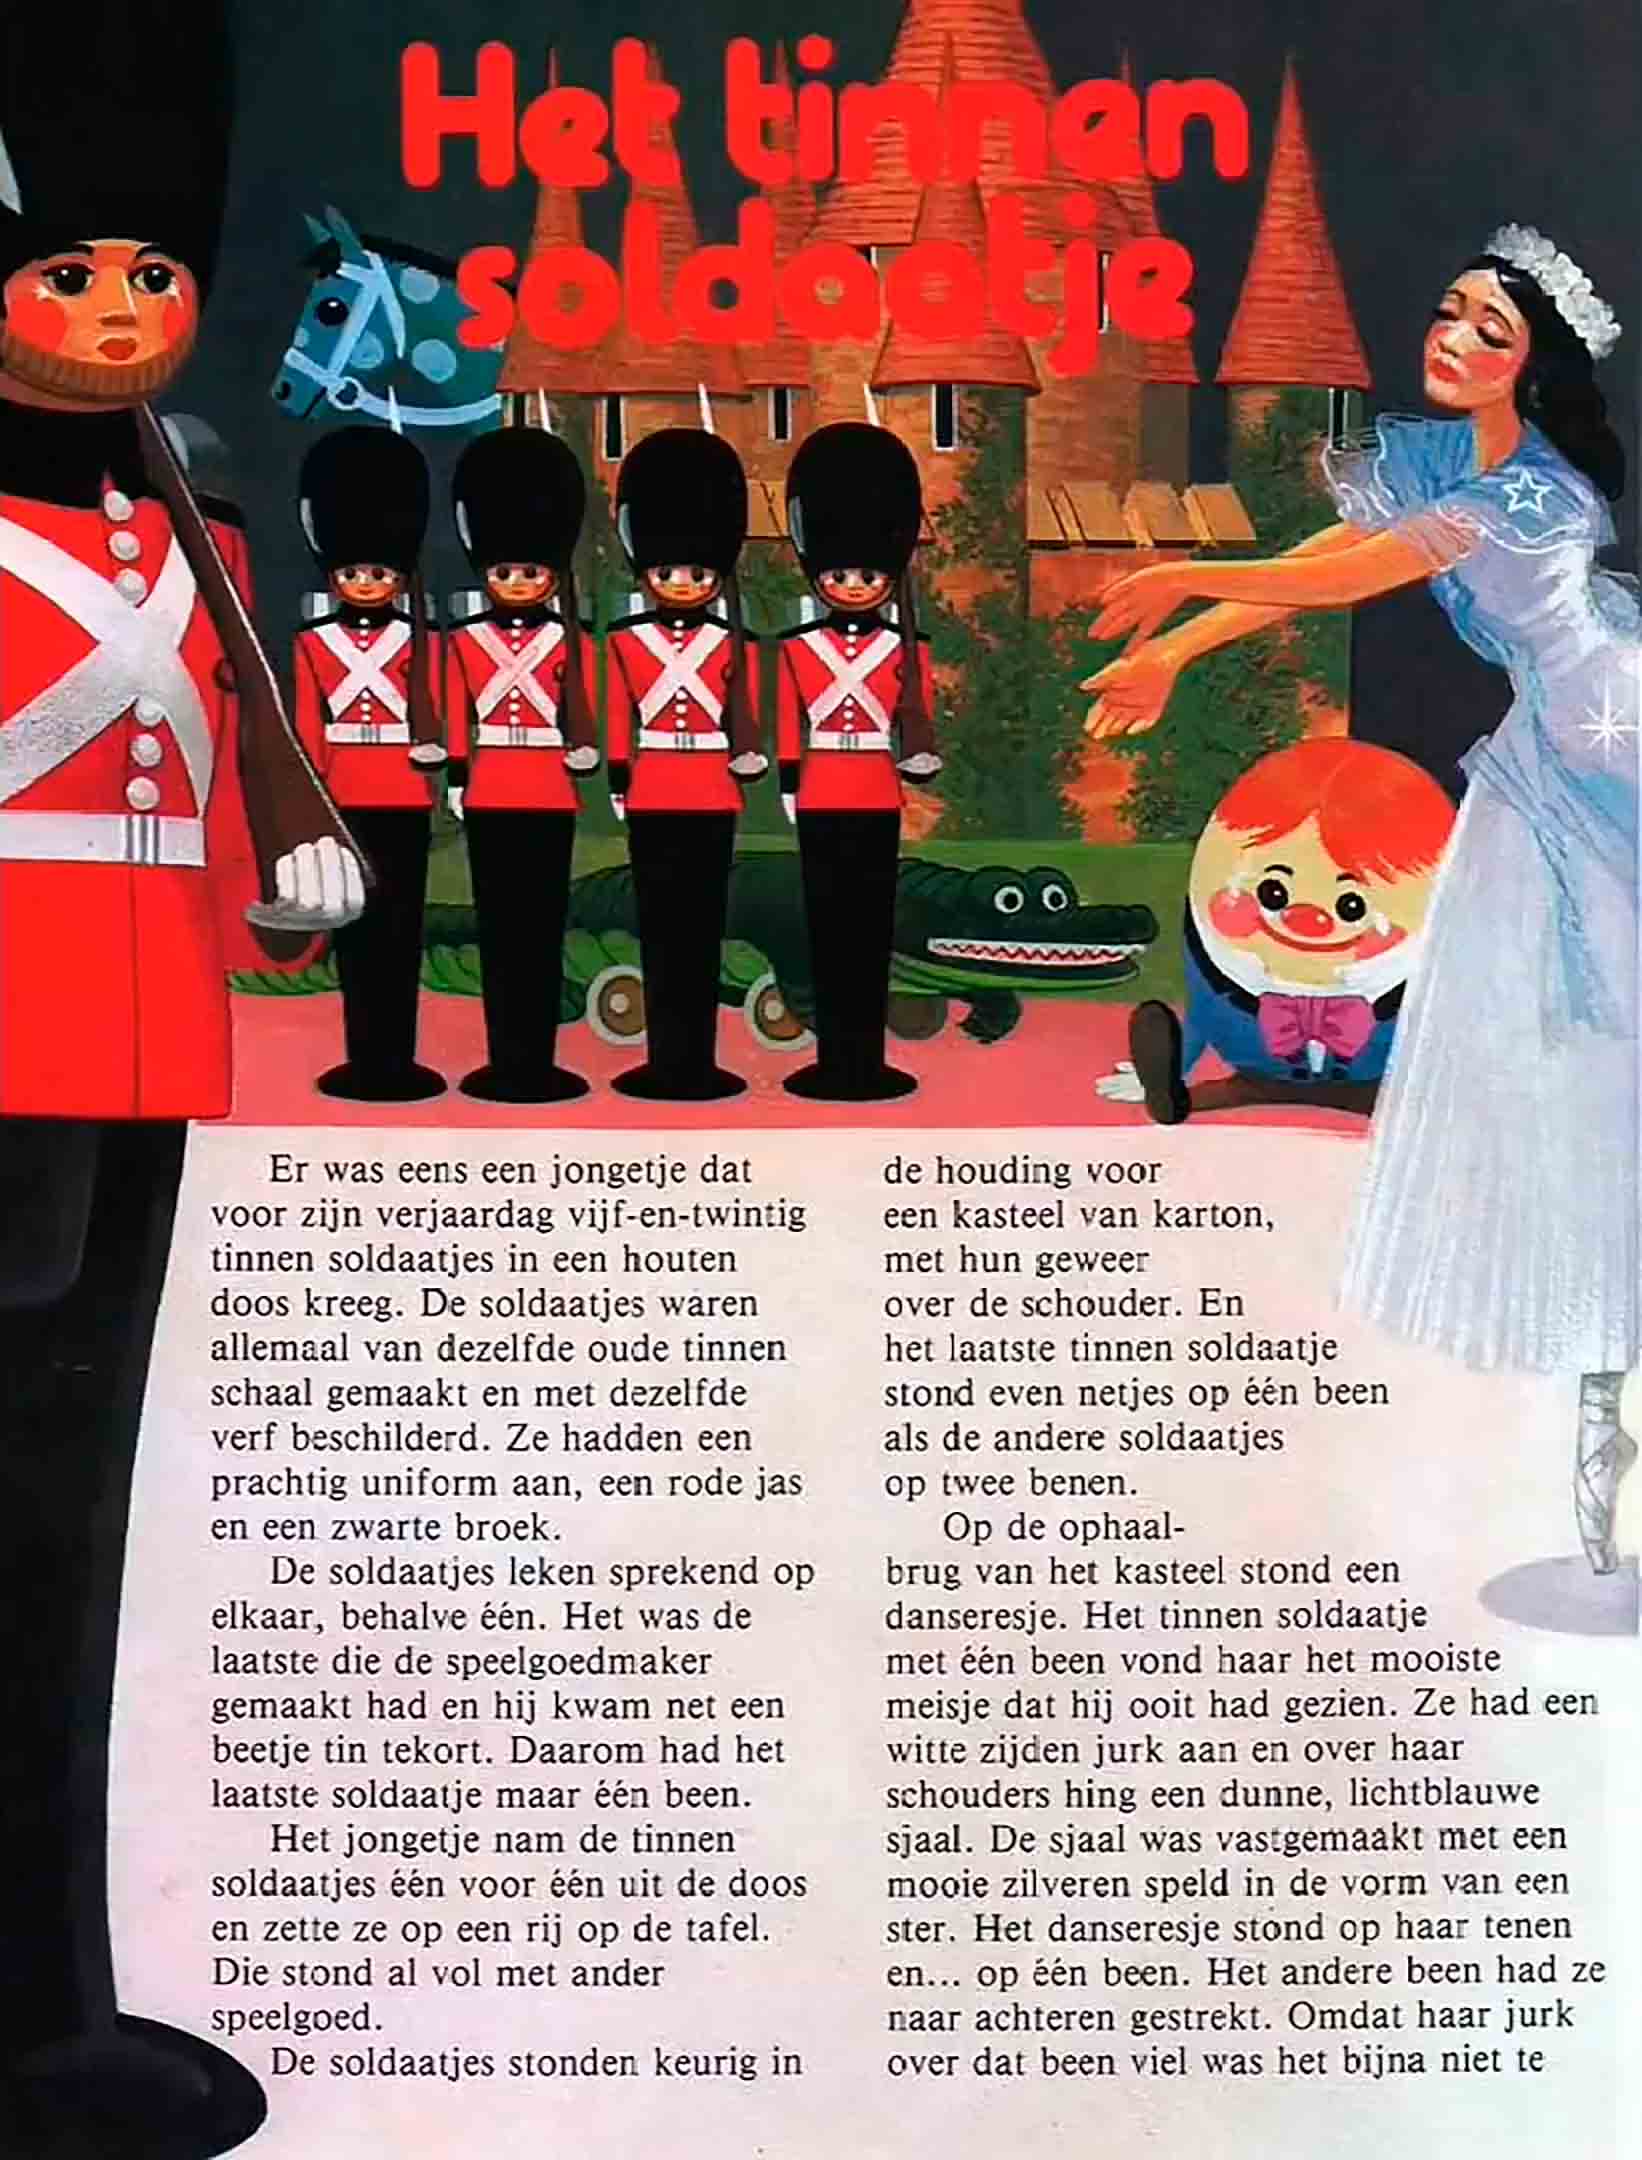 Het tinnen
soldaatje
Er was eens een jongetje dat
voor zijn verjaardag vijf-en-twintig
tinnen soldaatjes in een houten
doos kreeg. De soldaatjes waren
allemaal van dezelfde oude tinnen
schaal gemaakt en met dezelfde
verf beschilderd. Ze hadden een
prachtig uniform aan, een rode jas
en een zwarte broek.
De soldaatjes leken sprekend op
elkaar, behalve één. Het was de
laatste die de speelgoedmaker
gemaakt had en hij kwam net een
beetje tin tekort. Daarom had het
laatste soldaatje maar één been.
Het jongetje nam de tinnen
soldaatjes één voor één uit de doos
en zette ze op een rij op de tafel.
Die stond al vol met ander
speelgoed.
De soldaatjes stonden keurig in
de houding voor
een kasteel van karton,
met hun geweer
over de schouder. En
het laatste tinnen soldaatje
stond even netjes op één been
als de andere soldaatjes
op twee benen.
Op de ophaal-
brug van het kasteel stond een
danseresje. Het tinnen soldaatje
met één been vond haar het mooiste
meisje dat hij ooit had gezien. Ze had een
witte zijden jurk aan en over haar
schouders hing een dunne, lichtblauwe
sjaal. De sjaal was vastgemaakt met een
mooie zilveren speld in de vorm van een
ster. Het danseresje stond op haar tenen
en... op één been. Het andere been had ze
naar achteren gestrekt. Omdat haar jurk
over dat been viel was het bijna niet te